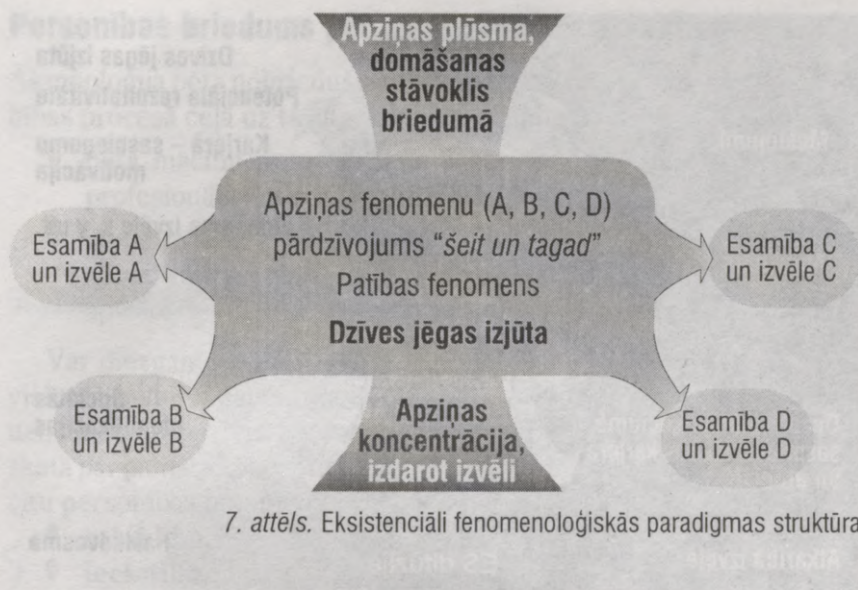 Apziņas plūsma,
domāšanas
stāvoklis
briedumā
Apziņas fenomenu (A, B, C, D)
pārdzīvojums “šeit un tagad”
Patības fenomens
Dzīves jēgas izjūta
Esamība A
un izvēle A
Esamība C
un izvēle C
Esamība B
un izvēle B
Esamība D
un izvēle D
Apziņas
koncentrācija,
izdarot izvēli
7. attēls. Eksistenciāli fenomenoloģiskās paradigmas struktūra